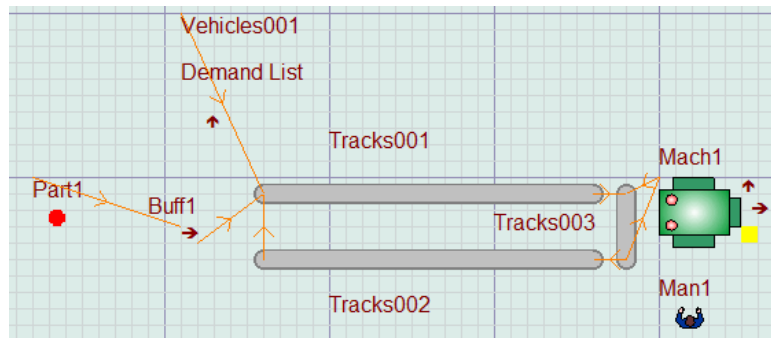 Vehicles001
Demand List
Tracks001
Mach1
Part1
Buff1
Tracks003
Tracks002
Man1